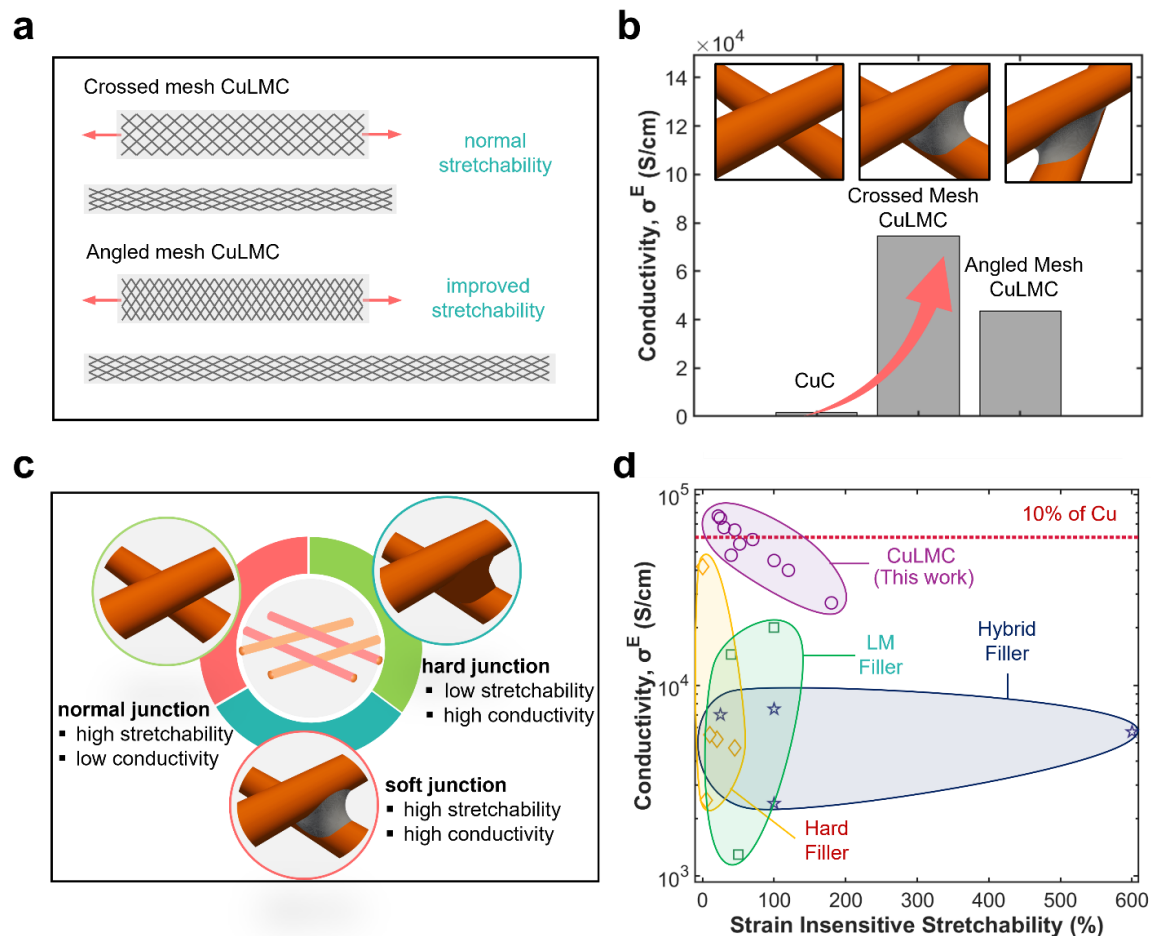 a
Crossed mesh CuLMC
normal
stretchability
Angled mesh CuLMC
improved
stretchability
b
×10⁴
Conductivity, σᴱ (S/cm)
14
12
10
8
6
4
2
0
CuC
Crossed Mesh
CuLMC
Angled Mesh
CuLMC
c
normal junction
▪ high stretchability
▪ low conductivity
hard junction
▪ low stretchability
▪ high conductivity
soft junction
▪ high stretchability
▪ high conductivity
d
Conductivity, σᴱ (S/cm)
10⁵
10⁴
10³
10% of Cu
CuLMC
(This work)
LM
Filler
Hybrid
Filler
Hard
Filler
0 100 200 300 400 500 600
Strain Insensitive Stretchability (%)